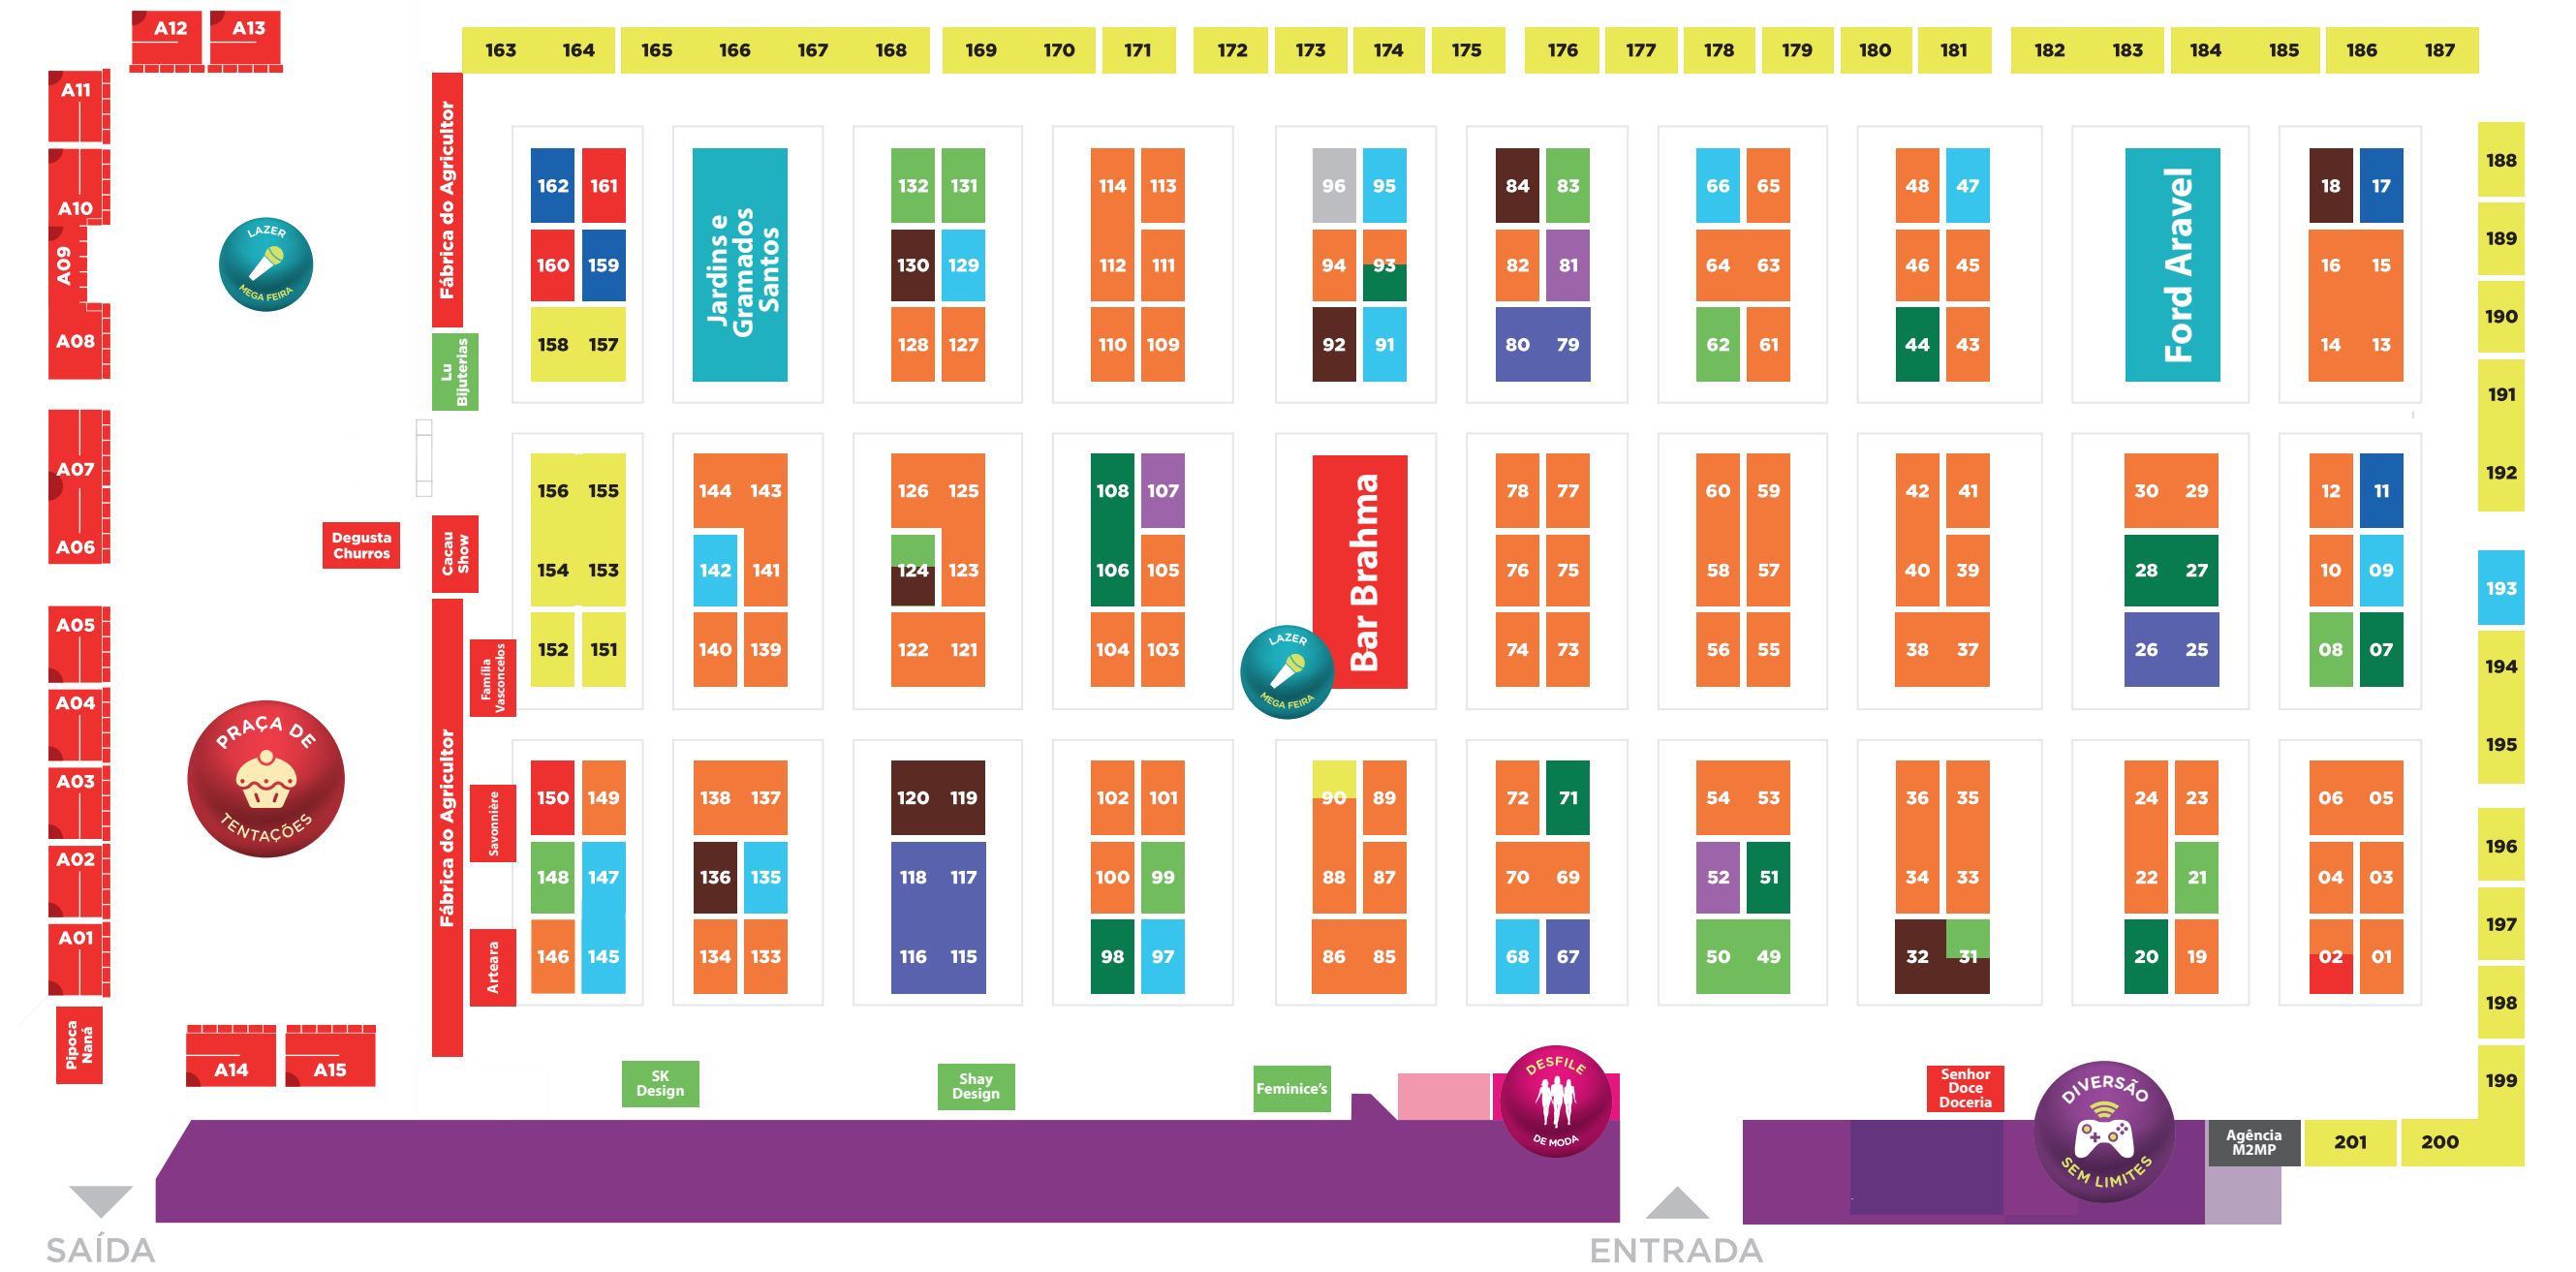 A12 A13
163 164 165 166 167 168 169 170 171 172 173 174 175 176 177 178 179 180 181 182 183 184 185 186 187
A11
A10
A09
A08
A07
A06
A05
A04
A03
A02
A01
Pipoca
Naná
A14 A15
LAZER
MEGA FEIRA
PRAÇA DE
TENTAÇÕES
Degusta
Churros
Fábrica do Agricultor
Lu
Bijuterias
Cacau
Show
Fábrica do Agricultor
Família
Vasconcelos
Savonnière
Arteara
162 161
160 159
158 157
Jardins e
Gramados
Santos
132 131
130 129
128 127
114 113
112 111
110 109
96 95
94 93
92 91
84 83
82 81
80 79
66 65
64 63
62 61
48 47
46 45
44 43
Ford Aravel
18 17
16 15
14 13
156 155
154 153
152 151
144 143
142 141
140 139
126 125
124 123
122 121
108 107
106 105
104 103
Bar Brahma
LAZER
MEGA FEIRA
78 77
76 75
74 73
60 59
58 57
56 55
42 41
40 39
38 37
30 29
28 27
26 25
12 11
10 09
08 07
150 149
148 147
146 145
138 137
136 135
134 133
120 119
118 117
116 115
102 101
100 99
98 97
90 89
88 87
86 85
72 71
70 69
68 67
54 53
52 51
50 49
36 35
34 33
32 31
24 23
22 21
20 19
06 05
04 03
02 01
188
189
190
191
192
193
194
195
196
197
198
199
SK
Design
Shay
Design
Feminice's
DESFILE
DE MODA
Senhor
Doce
Doceria
DIVERSÃO
SEM LIMITES
Agência
M2MP
201 200
SAÍDA
ENTRADA